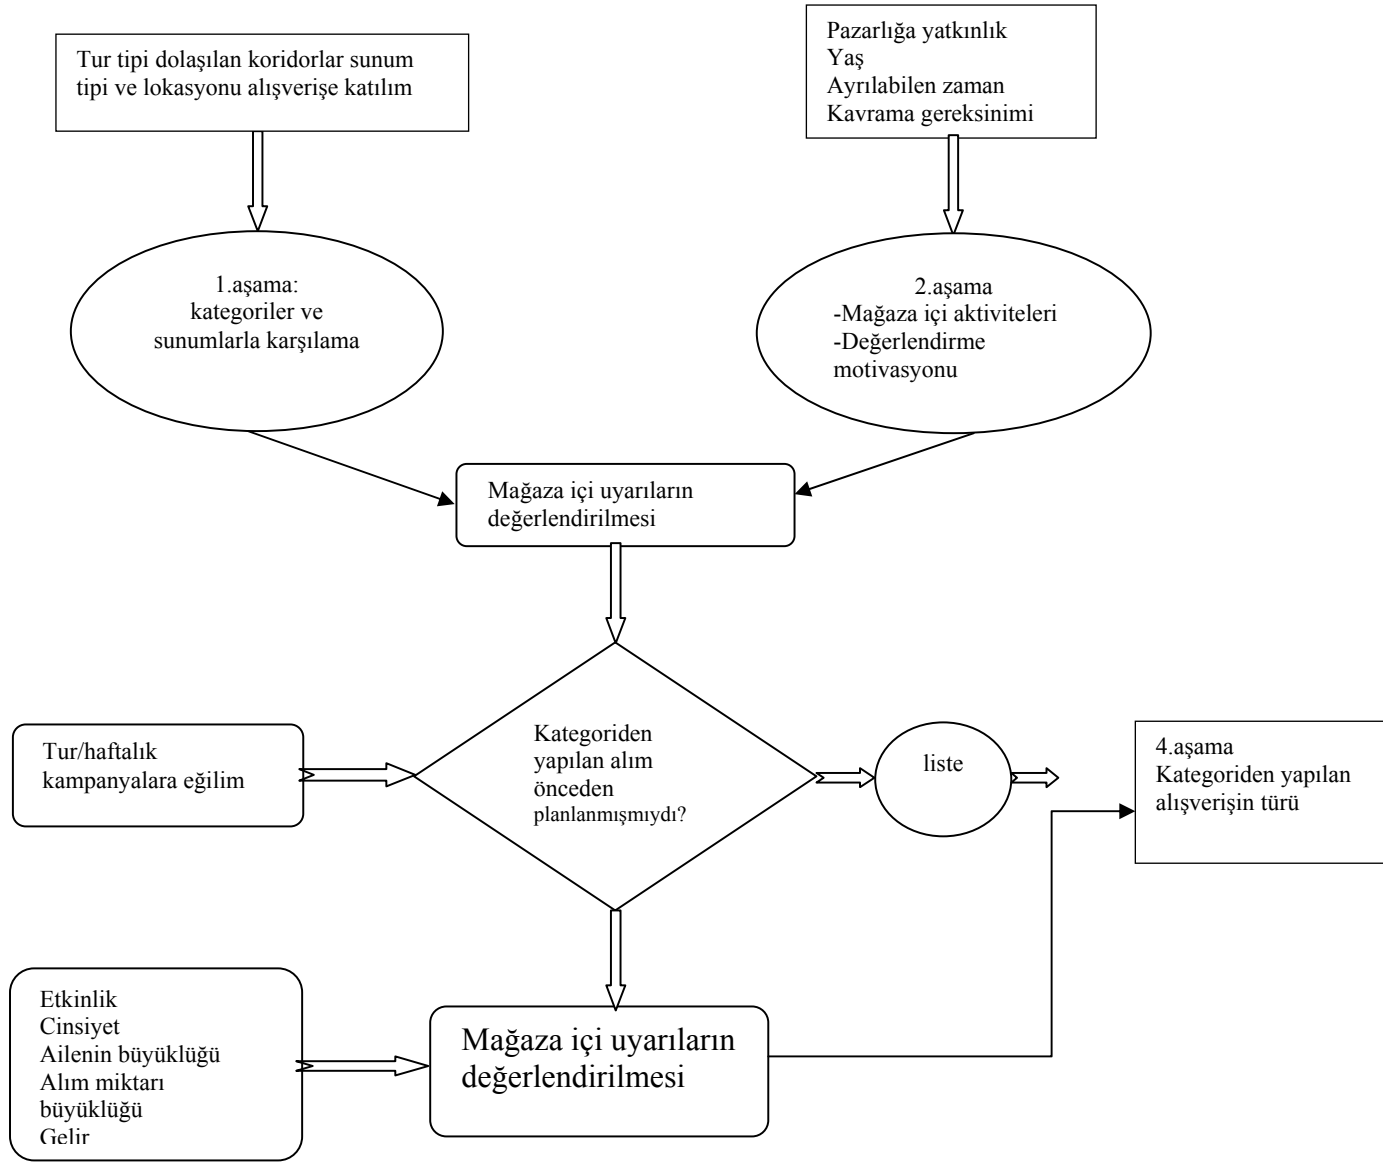 Tur tipi dolaşılan koridorlar sunum
tipi ve lokasyonu alışverişe katılım
Pazarlığa yatkınlık
Yaş
Ayrılabilen zaman
Kavrama gereksinimi
1.aşama:
kategoriler ve
sunumlarla karşılama
2.aşama
-Mağaza içi aktiviteleri
-Değerlendirme
motivasyonu
Mağaza içi uyarıların
değerlendirilmesi
Tur/haftalık
kampanyalara eğilim
Kategoriden
yapılan alım
önceden
planlanmışmıydı?
liste
4.aşama
Kategoriden yapılan
alışverişin türü
Etkinlik
Cinsiyet
Ailenin büyüklüğü
Alım miktarı
büyüklüğü
Gelir
Mağaza içi uyarıların
değerlendirilmesi